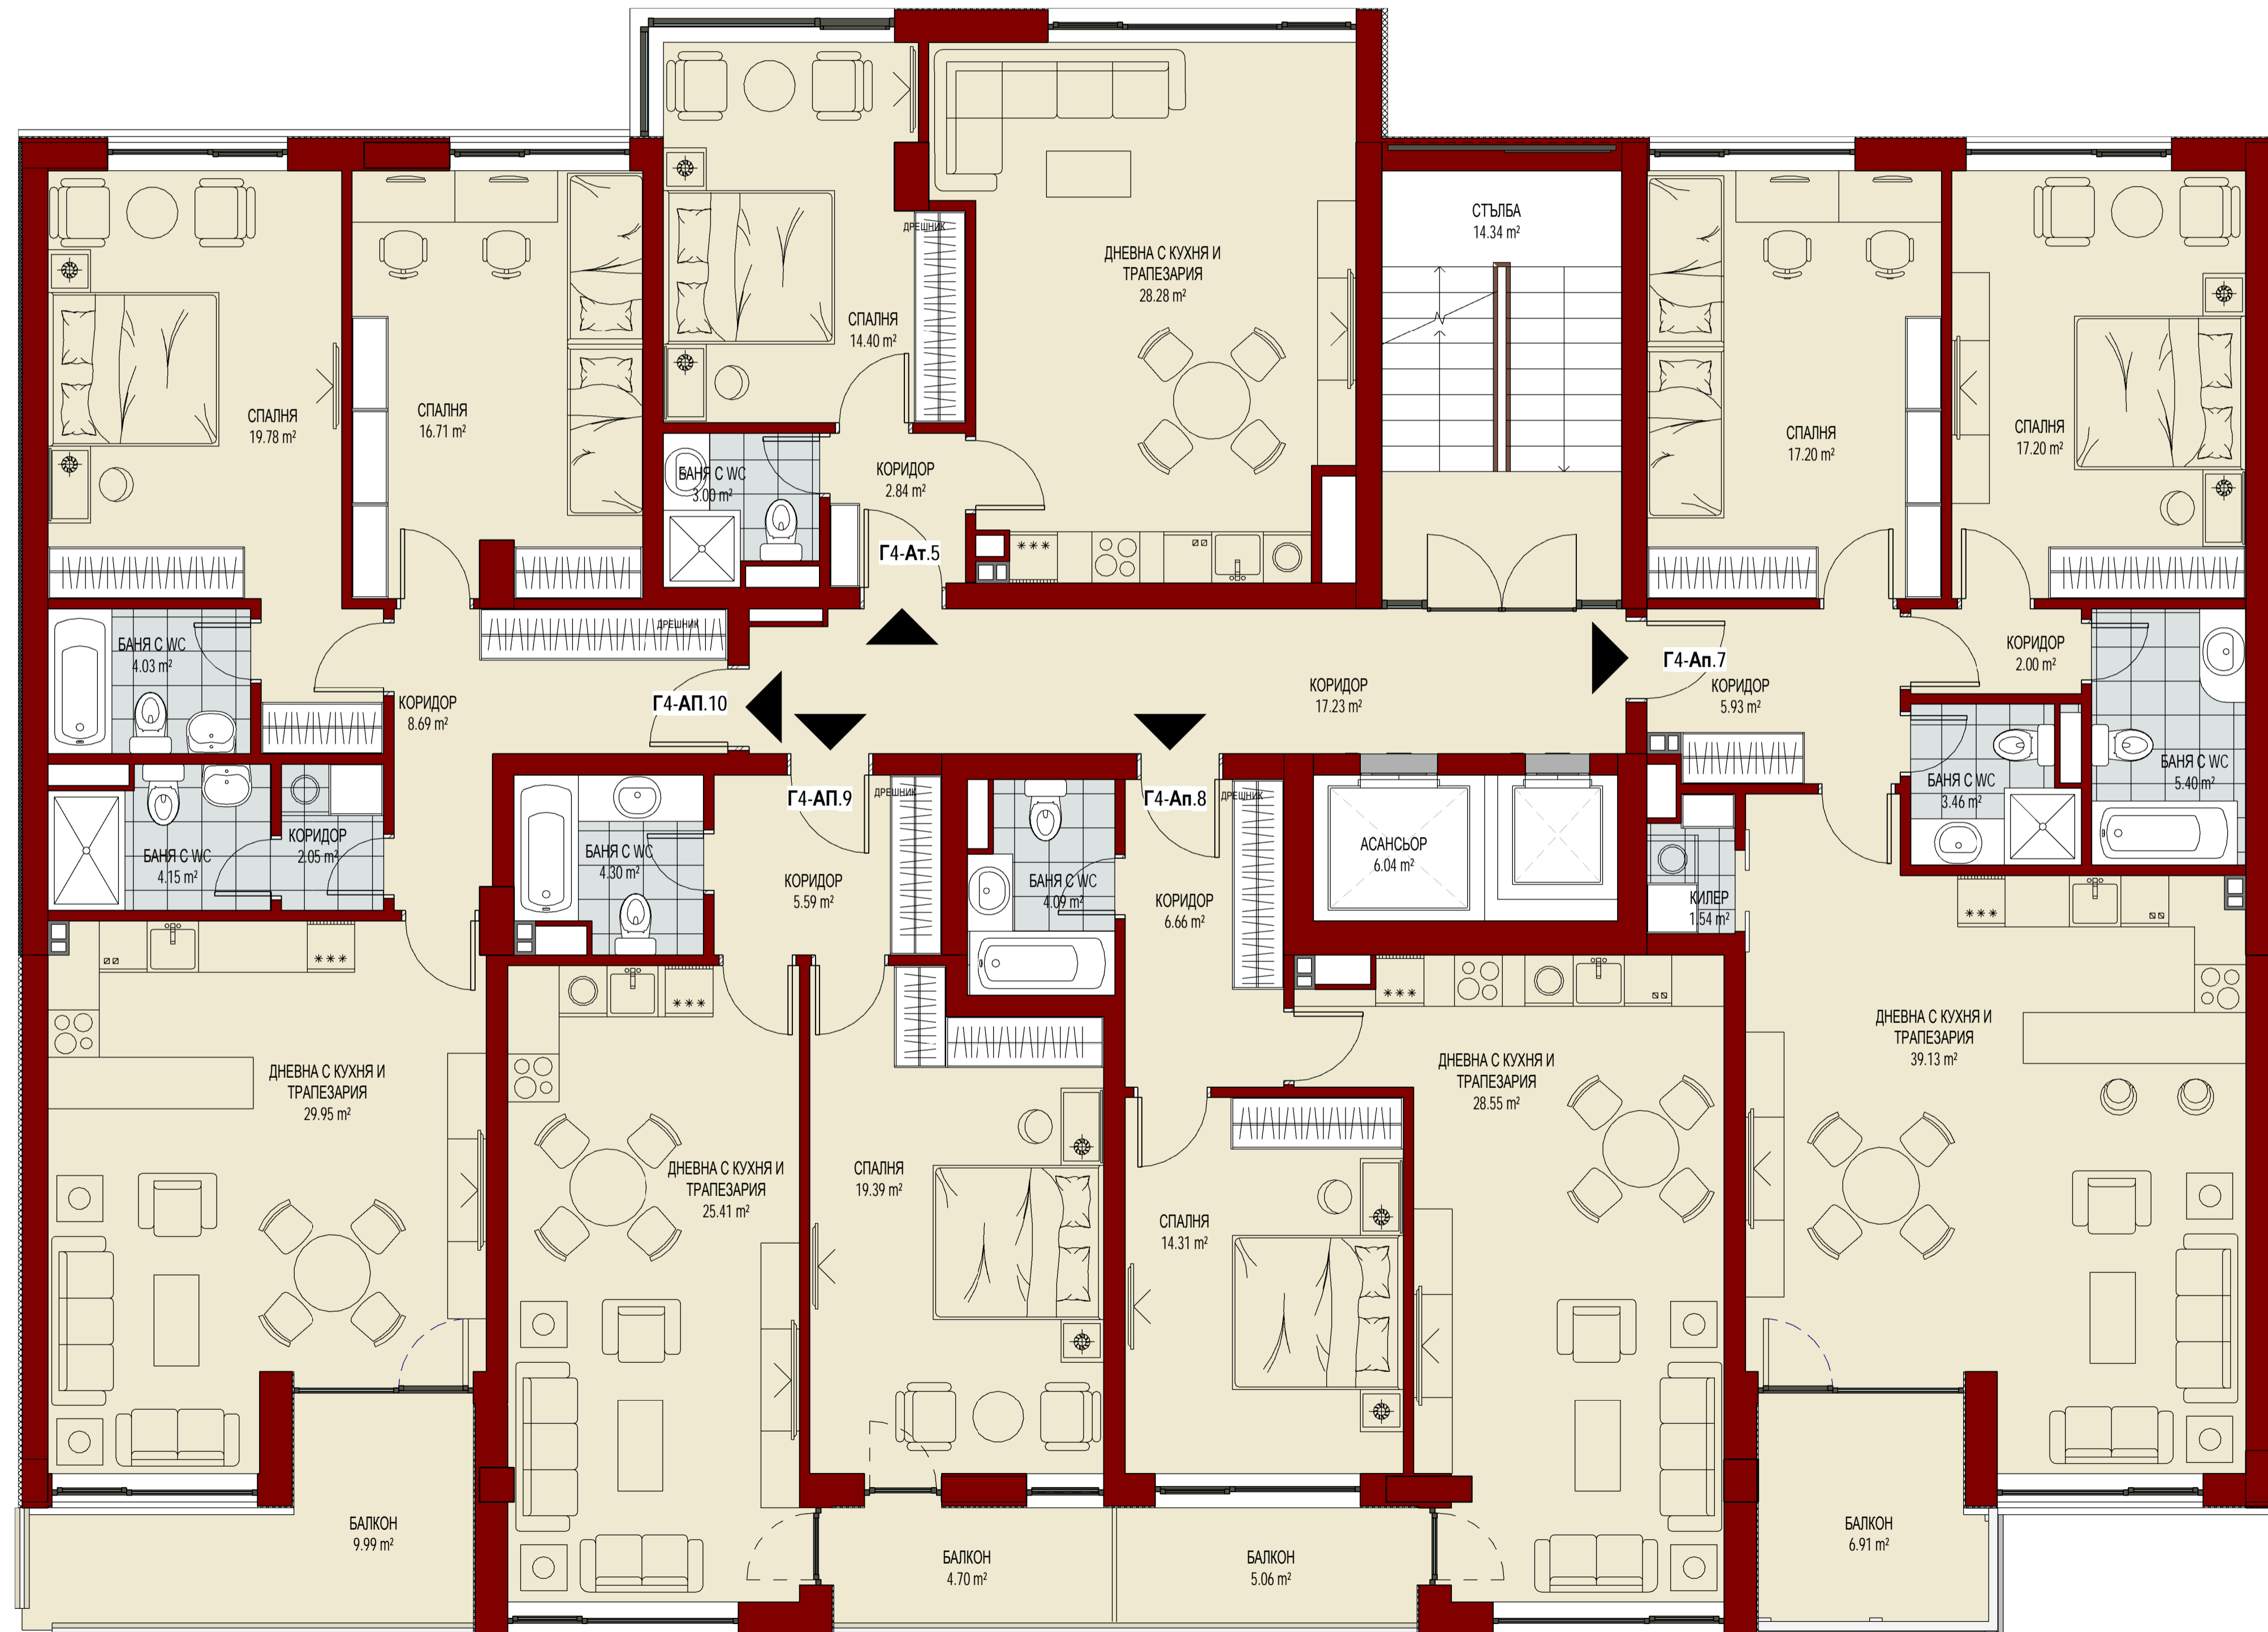 СТЪЛБА
14.34 m²
ДРЕШНИК
ДНЕВНА С КУХНЯ И
ТРАПЕЗАРИЯ
28.28 m²
СПАЛНЯ
14.40 m²
СПАЛНЯ
19.78 m²
СПАЛНЯ
16.71 m²
СПАЛНЯ
17.20 m²
СПАЛНЯ
17.20 m²
БАНЯ С WC
3.00 m²
КОРИДОР
2.84 m²
Г4-Ат.5
ДРЕШНИК
БАНЯ С WC
4.03 m²
КОРИДОР
8.69 m²
Г4-АП.10
КОРИДОР
17.23 m²
Г4-Ап.7
КОРИДОР
5.93 m²
КОРИДОР
2.00 m²
БАНЯ С WC
5.40 m²
БАНЯ С WC
3.46 m²
Г4-АП.9
ДРЕШНИК
Г4-Ап.8
ДРЕШНИК
БАНЯ С WC
4.15 m²
КОРИДОР
2.05 m²
БАНЯ С WC
4.30 m²
КОРИДОР
5.59 m²
БАНЯ С WC
4.09 m²
КОРИДОР
6.66 m²
АСАНСЬОР
6.04 m²
КИЛЕР
1.54 m²
ДНЕВНА С КУХНЯ И
ТРАПЕЗАРИЯ
29.95 m²
ДНЕВНА С КУХНЯ И
ТРАПЕЗАРИЯ
25.41 m²
СПАЛНЯ
19.39 m²
СПАЛНЯ
14.31 m²
ДНЕВНА С КУХНЯ И
ТРАПЕЗАРИЯ
28.55 m²
ДНЕВНА С КУХНЯ И
ТРАПЕЗАРИЯ
39.13 m²
БАЛКОН
9.99 m²
БАЛКОН
4.70 m²
БАЛКОН
5.06 m²
БАЛКОН
6.91 m²